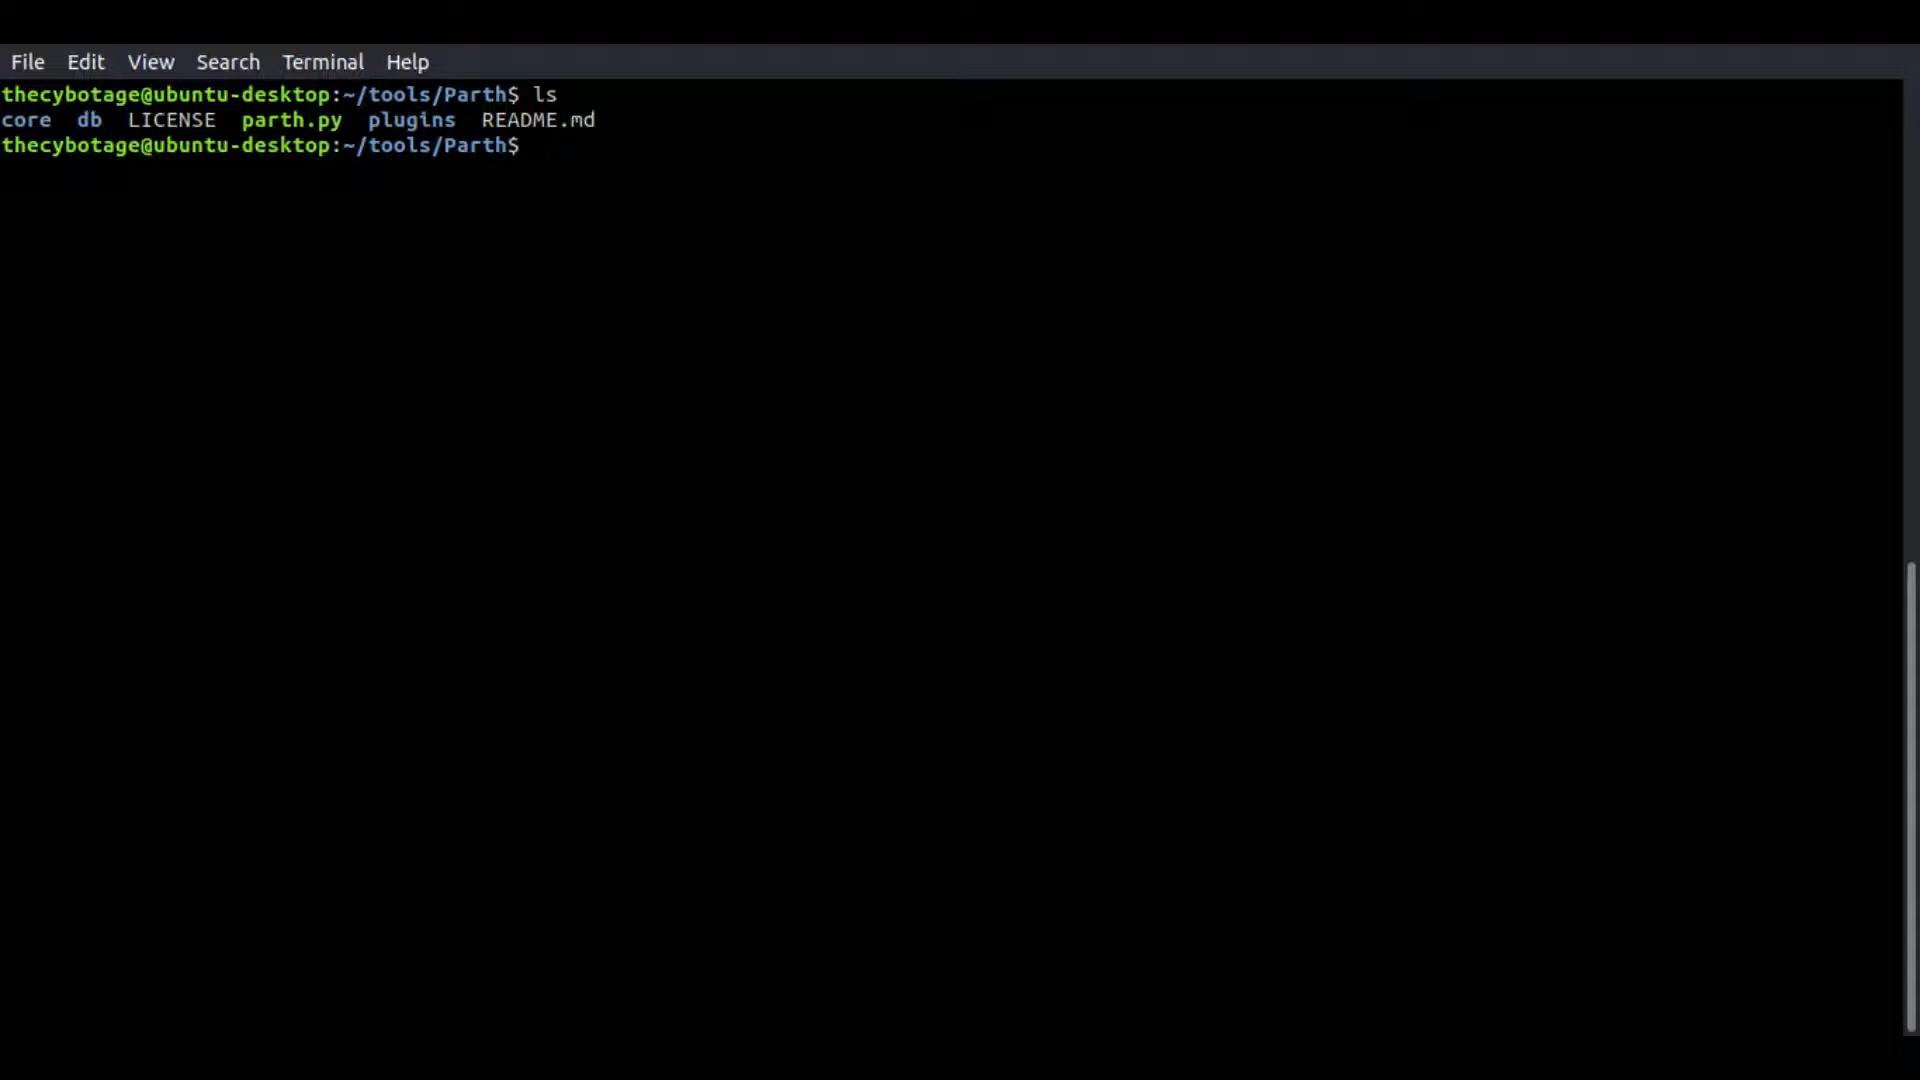 File Edit View Search Terminal Help
thecybotage@ubuntu-desktop:~/tools/Parth$ ls
core db LICENSE parth.py plugins README.md
thecybotage@ubuntu-desktop:~/tools/Parth$